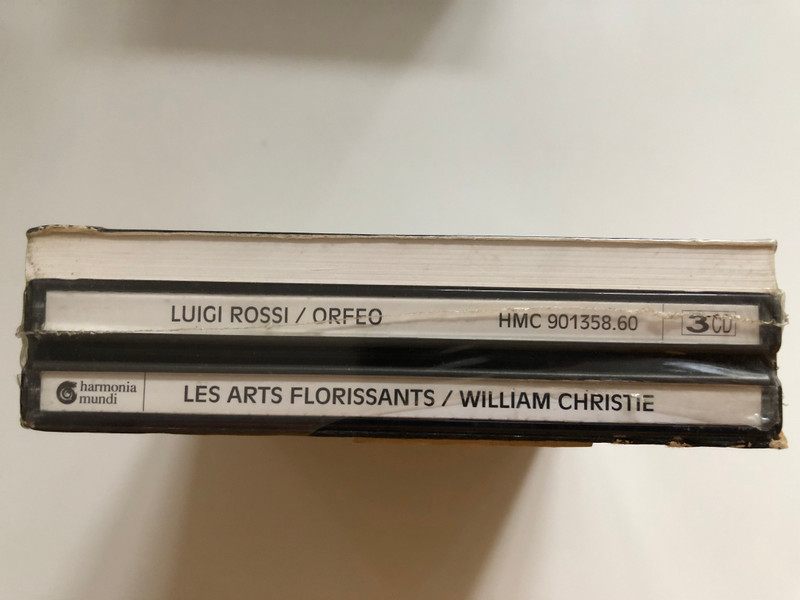 LUIGI ROSSI / ORFEO HMC 901358.60 3CD
harmonia
mundi
LES ARTS FLORISSANTS / WILLIAM CHRISTIE